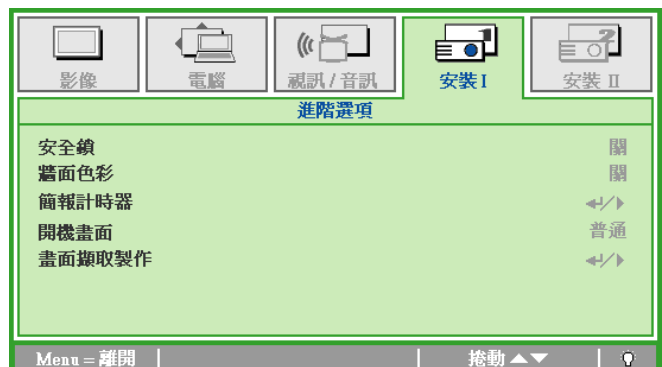 影像 電腦 視訊 / 音訊 安裝 I 安裝 II
進階選項
安全鎖 關
牆面色彩 關
簡報計時器
開機畫面 普通
畫面擷取製作
Menu = 離開 捲動